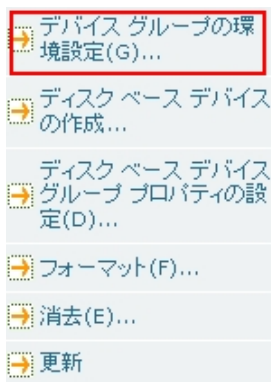 デバイス グループの環
境設定(G)...
ディスク ベース デバイス
の作成...
ディスク ベース デバイス
グループ プロパティの設
定(D)...
フォーマット(F)...
消去(E)...
更新